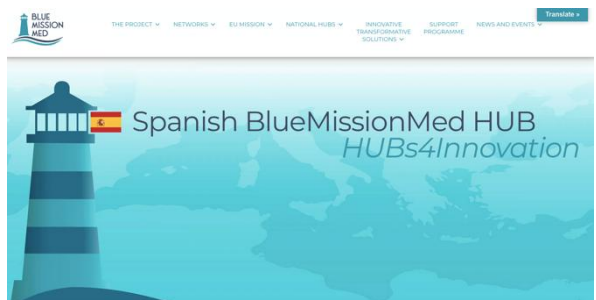 BLUE
MISSION
MED
THE PROJECT
NETWORKS
EU MISSION
NATIONAL HUBS
INNOVATIVE
TRANSFORMATIVE
SOLUTIONS
SUPPORT
PROGRAMME
NEWS AND EVENTS
Translate »
Spanish BlueMissionMed HUB
HUBs4Innovation